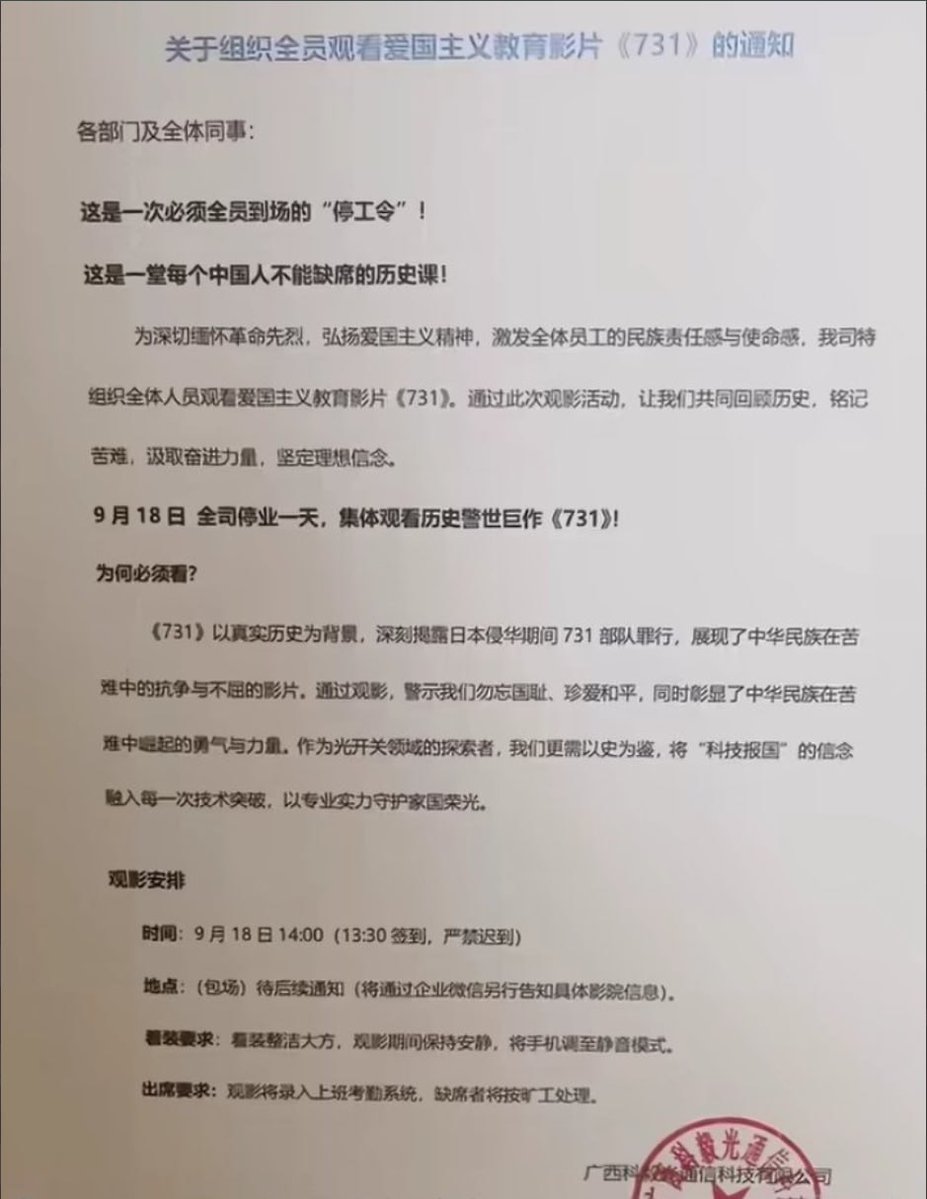 关于组织全员观看爱国主义教育影片《731》的通知
各部门及全体同事：
这是一次必须全员到场的“停工令”！
这是一堂每个中国人不能缺席的历史课！
为深切缅怀革命先烈，弘扬爱国主义精神，激发全体员工的民族责任感与使命感，我司特
组织全体人员观看爱国主义教育影片《731》。通过此次观影活动，让我们共同回顾历史，铭记
苦难，汲取奋进力量，坚定理想信念。
9月18日 全司停业一天，集体观看历史警世巨作《731》！
为何必须看？
《731》以真实历史为背景，深刻揭露日本侵华期间731部队罪行，展现了中华民族在苦
难中的抗争与不屈的影片。通过观影，警示我们勿忘国耻、珍爱和平，同时彰显了中华民族在苦
难中崛起的勇气与力量。作为光开关领域的探索者，我们更需以史为鉴，将“科技报国”的信念
融入每一次技术突破，以专业实力守护家国荣光。
观影安排
时间：9月18日14:00（13:30签到，严禁迟到）
地点：（包场）待后续通知（将通过企业微信另行告知具体影院信息）。
着装要求：着装整洁大方，观影期间保持安静，将手机调至静音模式。
出席要求：观影将录入上班考勤系统，缺席者将按旷工处理。
广西科毅光通信科技有限公司
科毅光通信